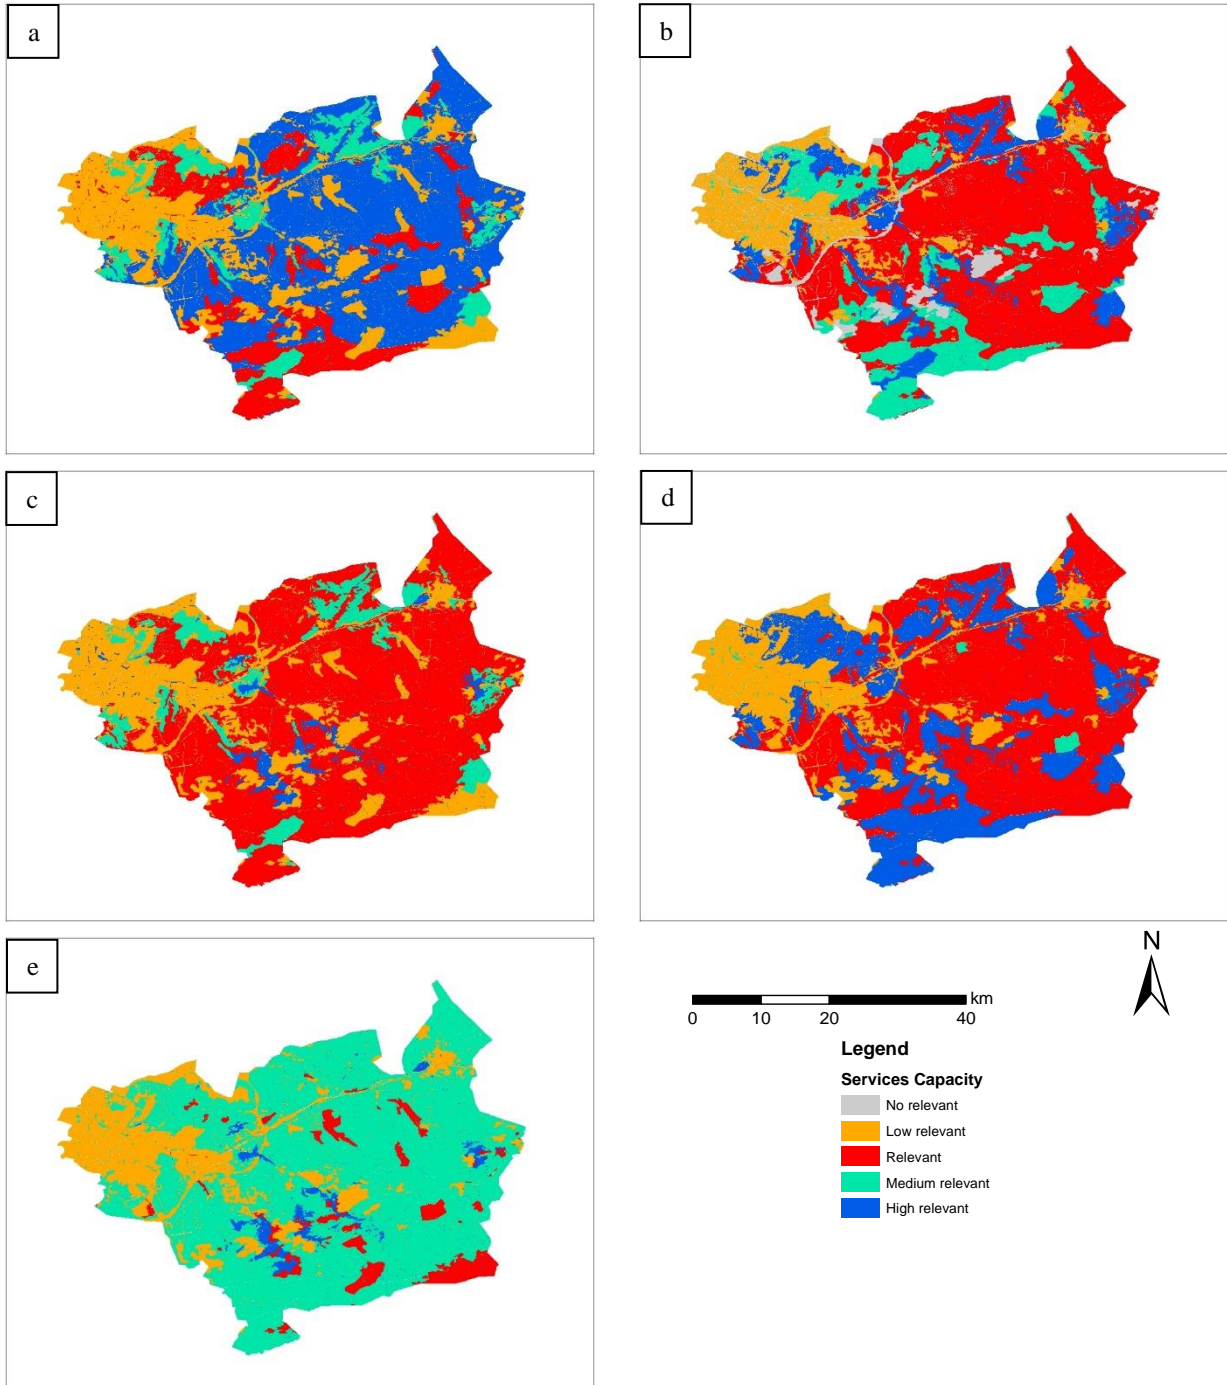 a
b
c
d
e
N
km
0 10 20 40
Legend
Services Capacity
No relevant
Low relevant
Relevant
Medium relevant
High relevant